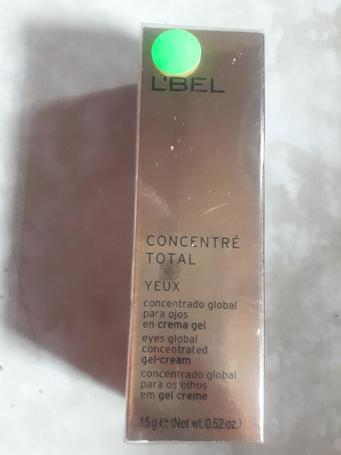 L'BEL
CONCENTRÉ
TOTAL
YEUX
concentrado global
para ojos
en crema gel
eyes global
concentrated
gel-cream
concentrado global
para os olhos
em gel creme
15 g e (Net wt. 0.52 oz.)